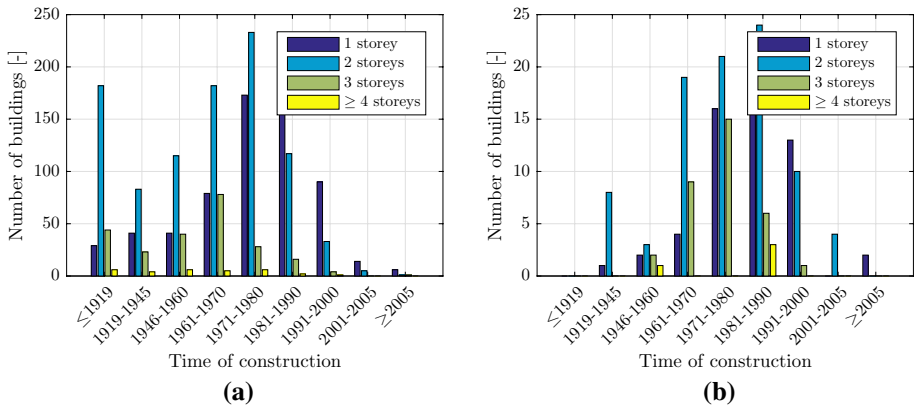 250
200
150
100
50
0
Number of buildings [-]
1 storey
2 storeys
3 storeys
≥ 4 storeys
≤1919
1919-1945
1946-1960
1961-1970
1971-1980
1981-1990
1991-2000
2001-2005
≥2005
Time of construction
(a)
25
20
15
10
5
0
Number of buildings [-]
1 storey
2 storeys
3 storeys
≥ 4 storeys
≤1919
1919-1945
1946-1960
1961-1970
1971-1980
1981-1990
1991-2000
2001-2005
≥2005
Time of construction
(b)